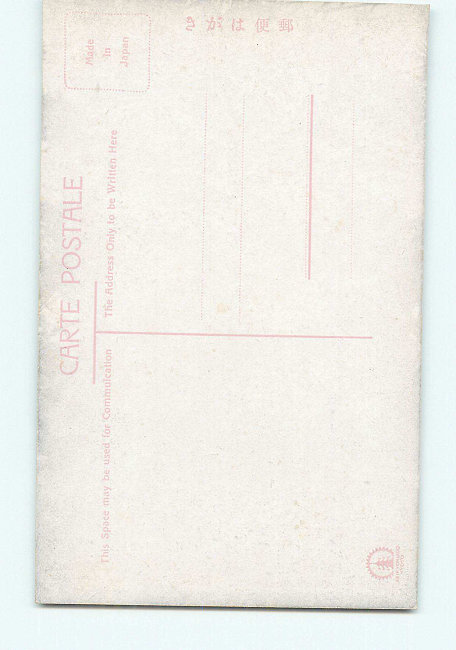 郵便はがき
Made
In
Japan
CARTE POSTALE
This Space may be used for Commuication
The Address Only to be Written Here